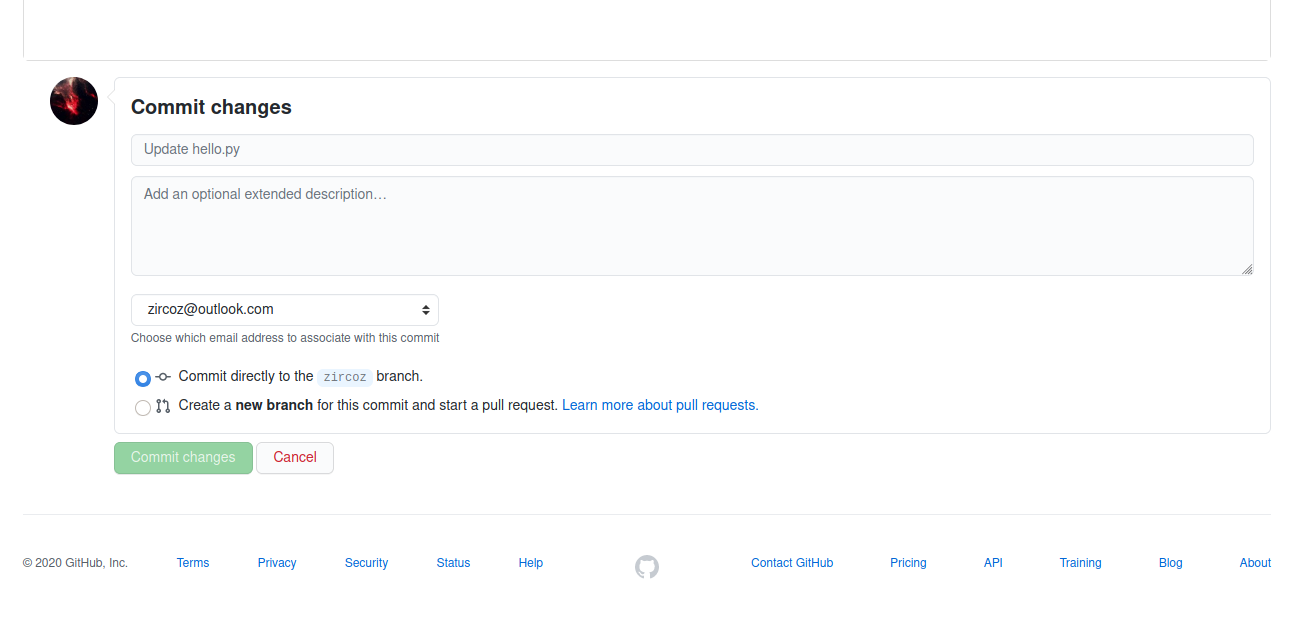 Commit changes
Update hello.py
Add an optional extended description…
zircoz@outlook.com
Choose which email address to associate with this commit
Commit directly to the zircoz branch.
Create a new branch for this commit and start a pull request. Learn more about pull requests.
Commit changes Cancel
© 2020 GitHub, Inc. Terms Privacy Security Status Help Contact GitHub Pricing API Training Blog About